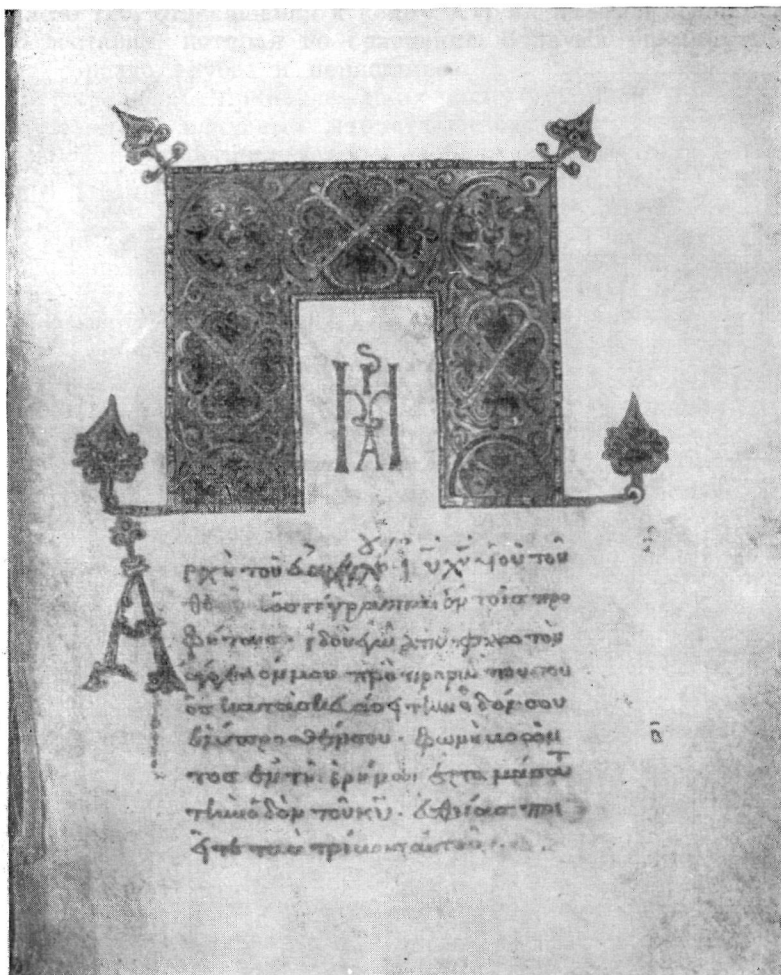 Ἀρχὴ τοῦ εὐαγγελίου ἰῦ χῦ υἱοῦ τοῦ
θεοῦ ὡς γέγραπται ἐν τοῖς προ
φήταις · ἰδοὺ ἐγὼ ἀποστέλλω τὸν
ἄγγελόν μου πρὸ προσώπου σου
ὃς κατασκευάσει τὴν ὁδόν σου
ἔμπροσθέν σου · φωνὴ βοῶν
τος ἐν τῇ ἐρήμῳ ἑτοιμάσατε
τὴν ὁδὸν τοῦ κῦ · εὐθείας ποι
εῖτε τὰς τρίβους αὐτοῦ